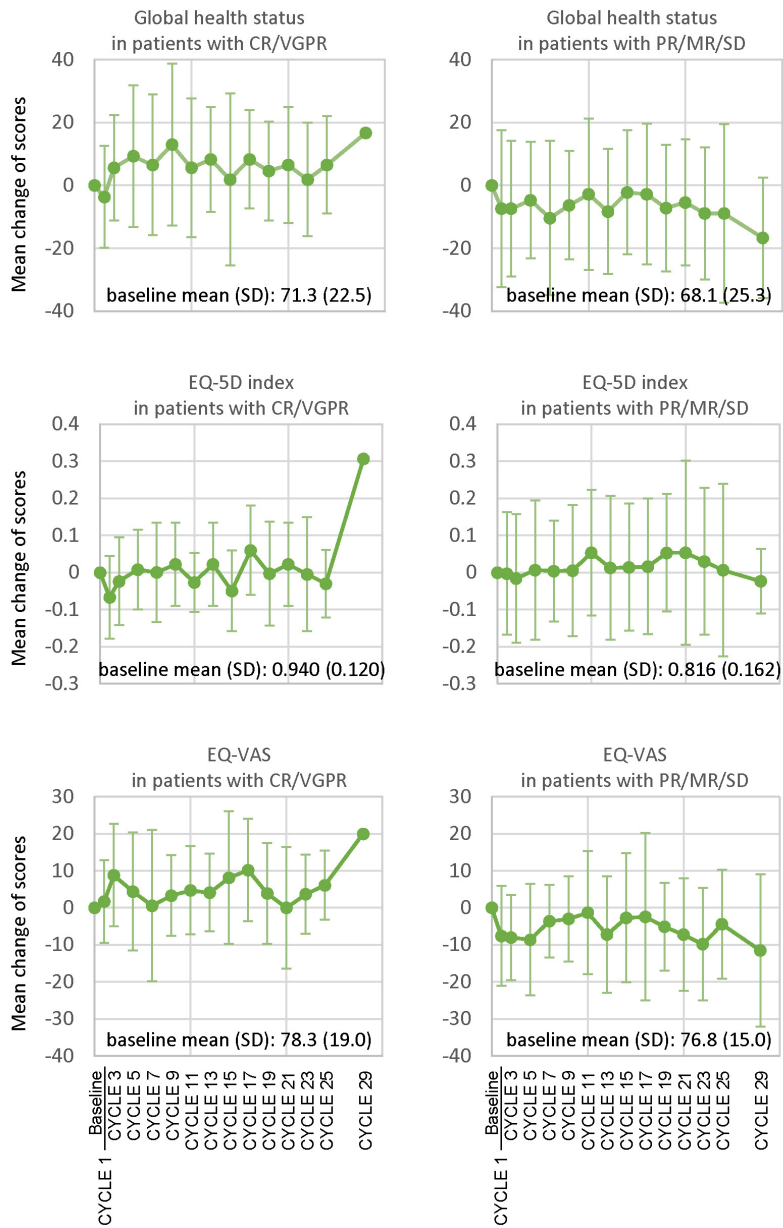 Global health status
in patients with CR/VGPR
Global health status
in patients with PR/MR/SD
Mean change of scores
40
20
0
-20
-40
baseline mean (SD): 71.3 (22.5)
40
20
0
-20
-40
baseline mean (SD): 68.1 (25.3)
EQ-5D index
in patients with CR/VGPR
EQ-5D index
in patients with PR/MR/SD
Mean change of scores
0.4
0.3
0.2
0.1
0
-0.1
-0.2
-0.3
baseline mean (SD): 0.940 (0.120)
0.4
0.3
0.2
0.1
0
-0.1
-0.2
-0.3
baseline mean (SD): 0.816 (0.162)
EQ-VAS
in patients with CR/VGPR
EQ-VAS
in patients with PR/MR/SD
Mean change of scores
30
20
10
0
-10
-20
-30
-40
baseline mean (SD): 78.3 (19.0)
30
20
10
0
-10
-20
-30
-40
baseline mean (SD): 76.8 (15.0)
Baseline
CYCLE 1
CYCLE 3
CYCLE 5
CYCLE 7
CYCLE 9
CYCLE 11
CYCLE 13
CYCLE 15
CYCLE 17
CYCLE 19
CYCLE 21
CYCLE 23
CYCLE 25
CYCLE 29
Baseline
CYCLE 1
CYCLE 3
CYCLE 5
CYCLE 7
CYCLE 9
CYCLE 11
CYCLE 13
CYCLE 15
CYCLE 17
CYCLE 19
CYCLE 21
CYCLE 23
CYCLE 25
CYCLE 29